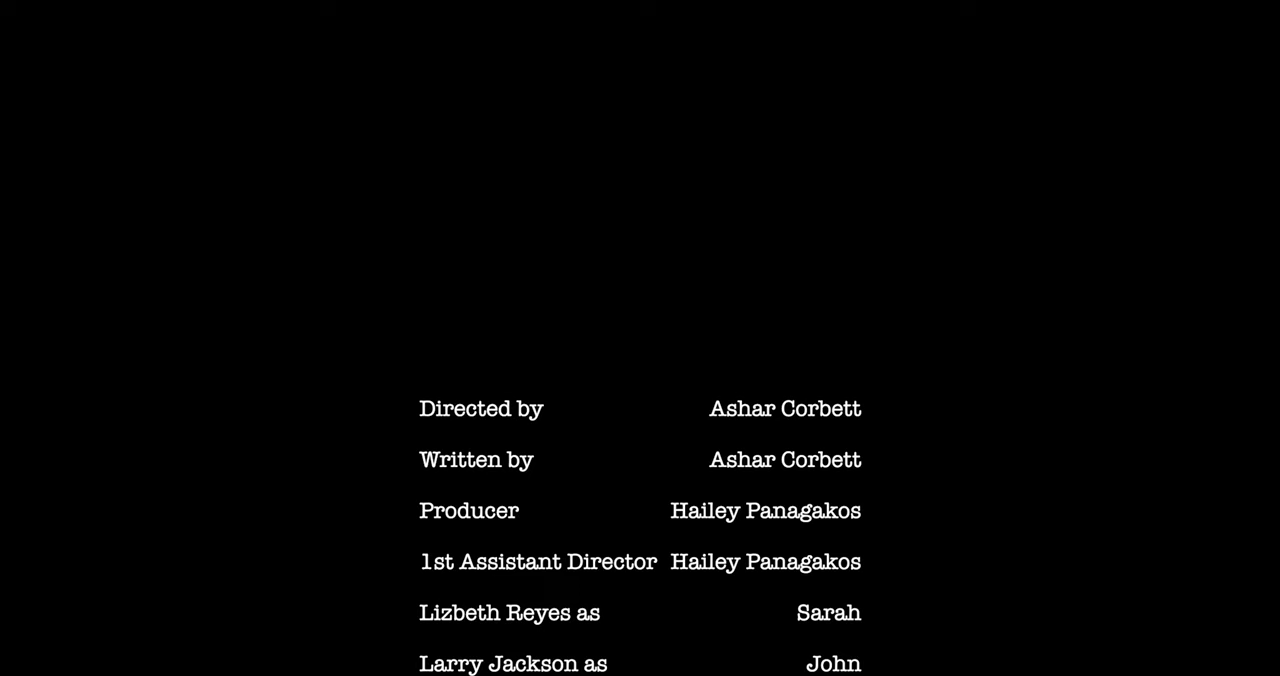 Directed by Ashar Corbett
Written by Ashar Corbett
Producer Hailey Panagakos
1st Assistant Director Hailey Panagakos
Lizbeth Reyes as Sarah
Larry Jackson as John